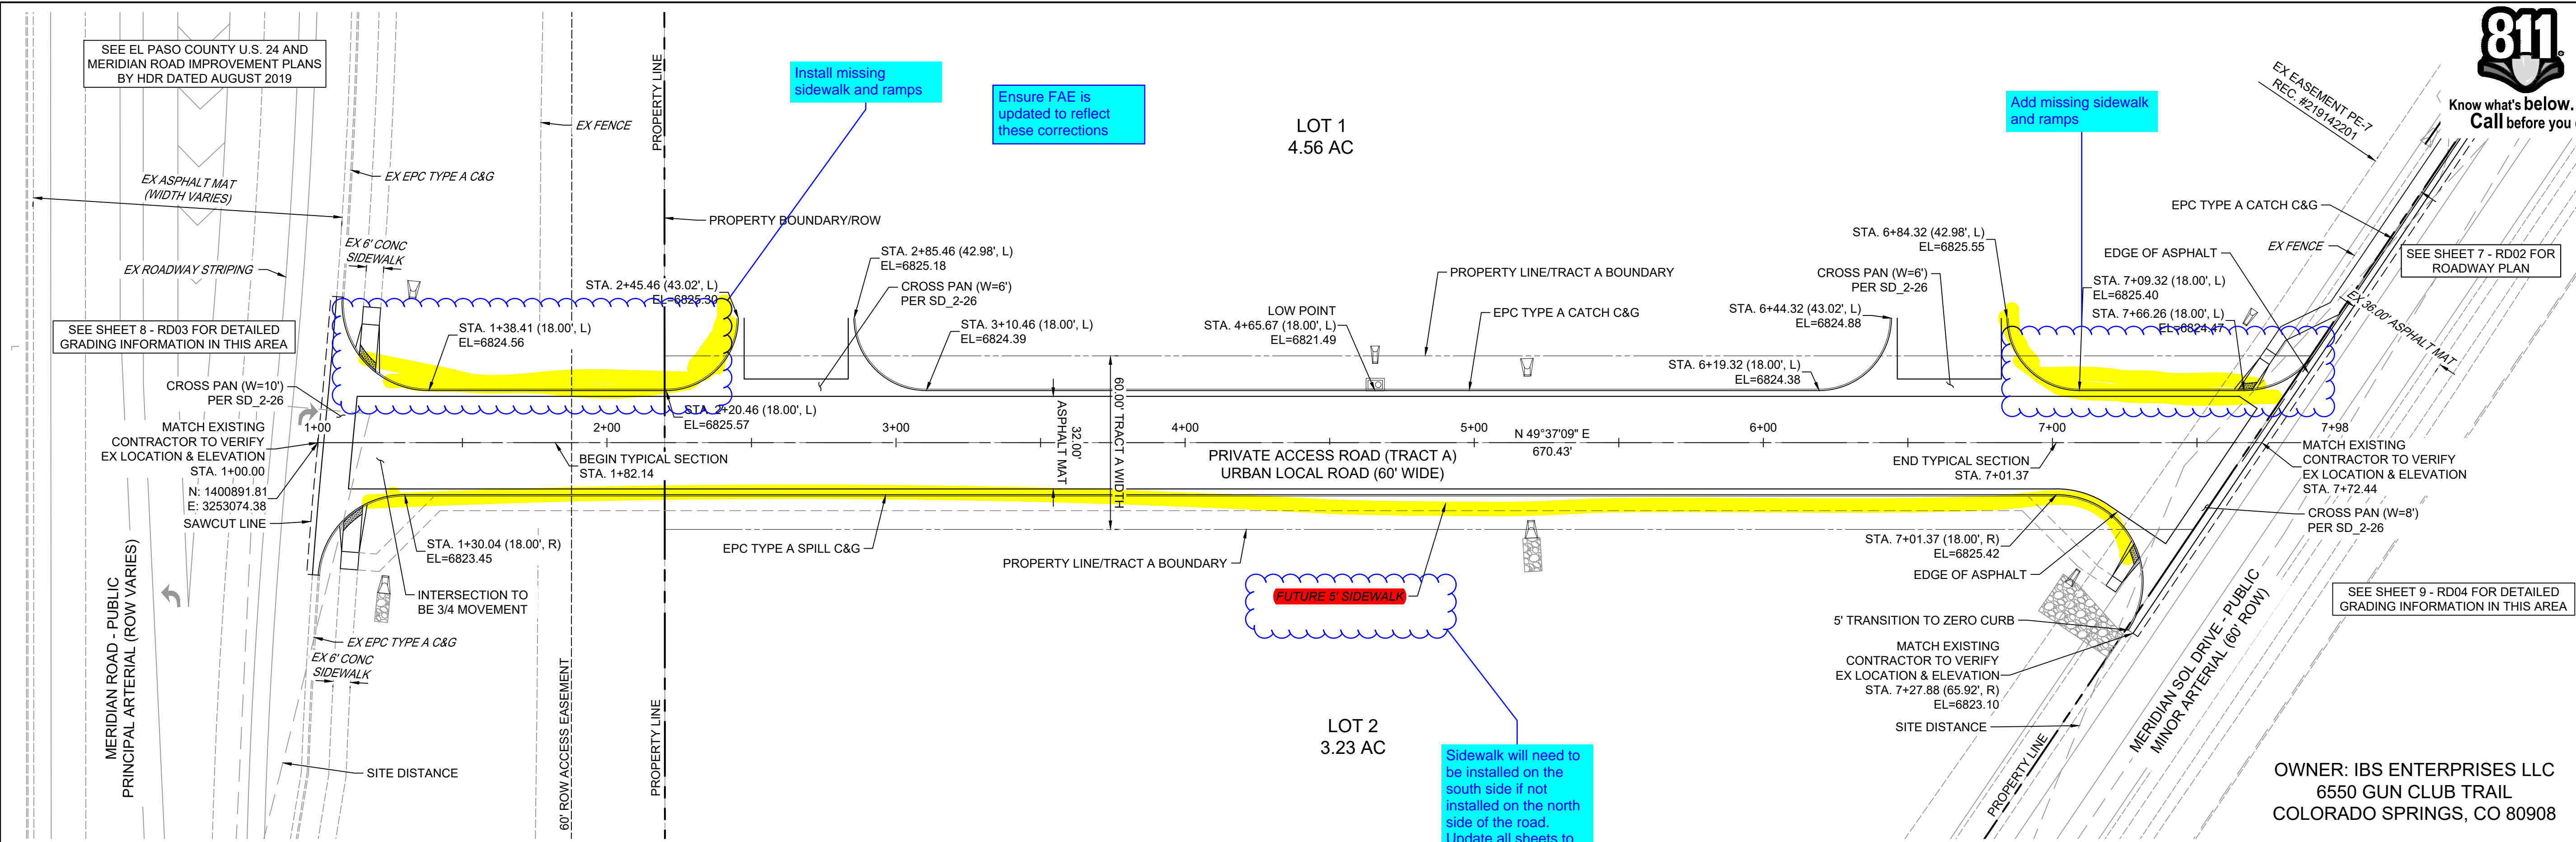 SEE EL PASO COUNTY U.S. 24 AND
MERIDIAN ROAD IMPROVEMENT PLANS
BY HDR DATED AUGUST 2019
EX ASPHALT MAT
(WIDTH VARIES)
EX EPC TYPE A C&G
EX FENCE
PROPERTY LINE
PROPERTY BOUNDARY/ROW
EX 6' CONC
SIDEWALK
EX ROADWAY STRIPING
SEE SHEET 8 - RD03 FOR DETAILED
GRADING INFORMATION IN THIS AREA
CROSS PAN (W=10')
PER SD_2-26
MATCH EXISTING
CONTRACTOR TO VERIFY
EX LOCATION & ELEVATION
STA. 1+00.00
N: 1400891.81
E: 3253074.38
SAWCUT LINE
MERIDIAN ROAD - PUBLIC
PRINCIPAL ARTERIAL (ROW VARIES)
Install missing
sidewalk and ramps
Ensure FAE is
updated to reflect
these corrections
LOT 1
4.56 AC
STA. 2+45.46 (43.02', L)
EL=6825.30
STA. 2+85.46 (42.98', L)
EL=6825.18
CROSS PAN (W=6')
PER SD_2-26
STA. 1+38.41 (18.00', L)
EL=6824.56
STA. 3+10.46 (18.00', L)
EL=6824.39
STA. 2+20.46 (18.00', L)
EL=6825.57
LOW POINT
STA. 4+65.67 (18.00', L)
EL=6821.49
PROPERTY LINE/TRACT A BOUNDARY
EPC TYPE A CATCH C&G
60.00' TRACT A WIDTH
32.00'
ASPHALT MAT
1+00
2+00
3+00
4+00
5+00
6+00
7+00
7+98
N 49°37'09" E
670.43'
BEGIN TYPICAL SECTION
STA. 1+82.14
PRIVATE ACCESS ROAD (TRACT A)
URBAN LOCAL ROAD (60' WIDE)
END TYPICAL SECTION
STA. 7+01.37
STA. 6+84.32 (42.98', L)
EL=6825.55
CROSS PAN (W=6')
PER SD_2-26
STA. 6+44.32 (43.02', L)
EL=6824.88
STA. 6+19.32 (18.00', L)
EL=6824.38
Add missing sidewalk
and ramps
EX EASEMENT PE-7
REC. #219142201
811
Know what's below.
Call before you
EPC TYPE A CATCH C&G
EX FENCE
EDGE OF ASPHALT
STA. 7+09.32 (18.00', L)
EL=6825.40
STA. 7+66.26 (18.00', L)
EL=6824.47
EX 36.00' ASPHALT MAT
SEE SHEET 7 - RD02 FOR
ROADWAY PLAN
MATCH EXISTING
CONTRACTOR TO VERIFY
EX LOCATION & ELEVATION
STA. 7+72.44
CROSS PAN (W=8')
PER SD_2-26
SEE SHEET 9 - RD04 FOR DETAILED
GRADING INFORMATION IN THIS AREA
STA. 1+30.04 (18.00', R)
EL=6823.45
INTERSECTION TO
BE 3/4 MOVEMENT
EX EPC TYPE A C&G
EX 6' CONC
SIDEWALK
SITE DISTANCE
60' ROW ACCESS EASEMENT
PROPERTY LINE
EPC TYPE A SPILL C&G
PROPERTY LINE/TRACT A BOUNDARY
FUTURE 5' SIDEWALK
LOT 2
3.23 AC
Sidewalk will need to
be installed on the
south side if not
installed on the north
side of the road.
Update all sheets to
STA. 7+01.37 (18.00', R)
EL=6825.42
EDGE OF ASPHALT
5' TRANSITION TO ZERO CURB
MATCH EXISTING
CONTRACTOR TO VERIFY
EX LOCATION & ELEVATION
STA. 7+27.88 (65.92', R)
EL=6823.10
SITE DISTANCE
PROPERTY LINE
MERIDIAN SOL DRIVE - PUBLIC
MINOR ARTERIAL (60' ROW)
OWNER: IBS ENTERPRISES LLC
6550 GUN CLUB TRAIL
COLORADO SPRINGS, CO 80908